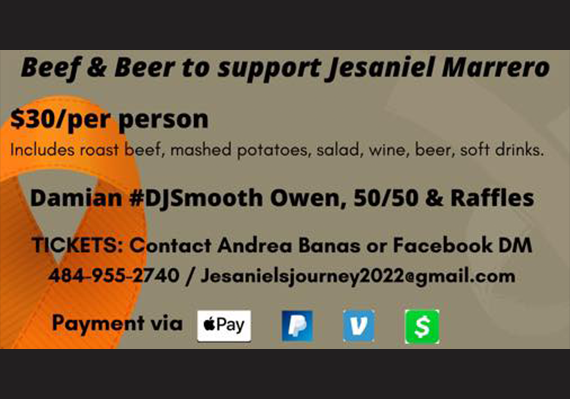 Beef & Beer to support Jesaniel Marrero
$30/per person
Includes roast beef, mashed potatoes, salad, wine, beer, soft drinks.
Damian #DJSmooth Owen, 50/50 & Raffles
TICKETS: Contact Andrea Banas or Facebook DM
484-955-2740 / Jesanielsjourney2022@gmail.com
Payment via Pay P V $